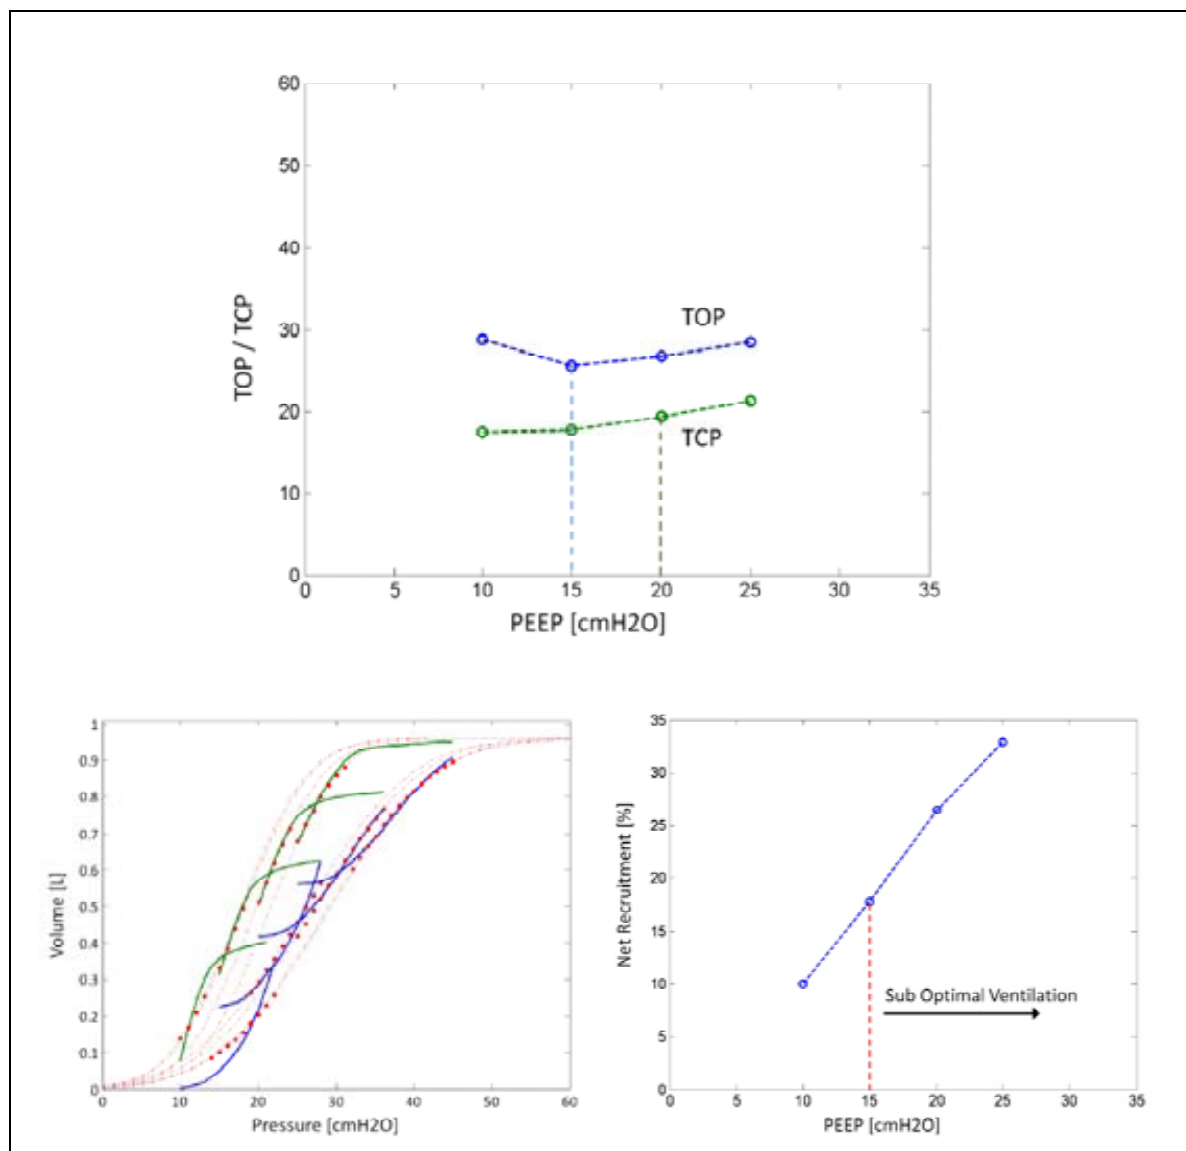 60
50
40
30
20
10
0
TOP / TCP
TOP
TCP
0 5 10 15 20 25 30 35
PEEP [cmH2O]
1
0.9
0.8
0.7
0.6
0.5
0.4
0.3
0.2
0.1
0
Volume [L]
0 10 20 30 40 50 60
Pressure [cmH2O]
35
30
25
20
15
10
5
0
Net Recruitment [%]
Sub Optimal Ventilation
0 5 10 15 20 25 30 35
PEEP [cmH2O]